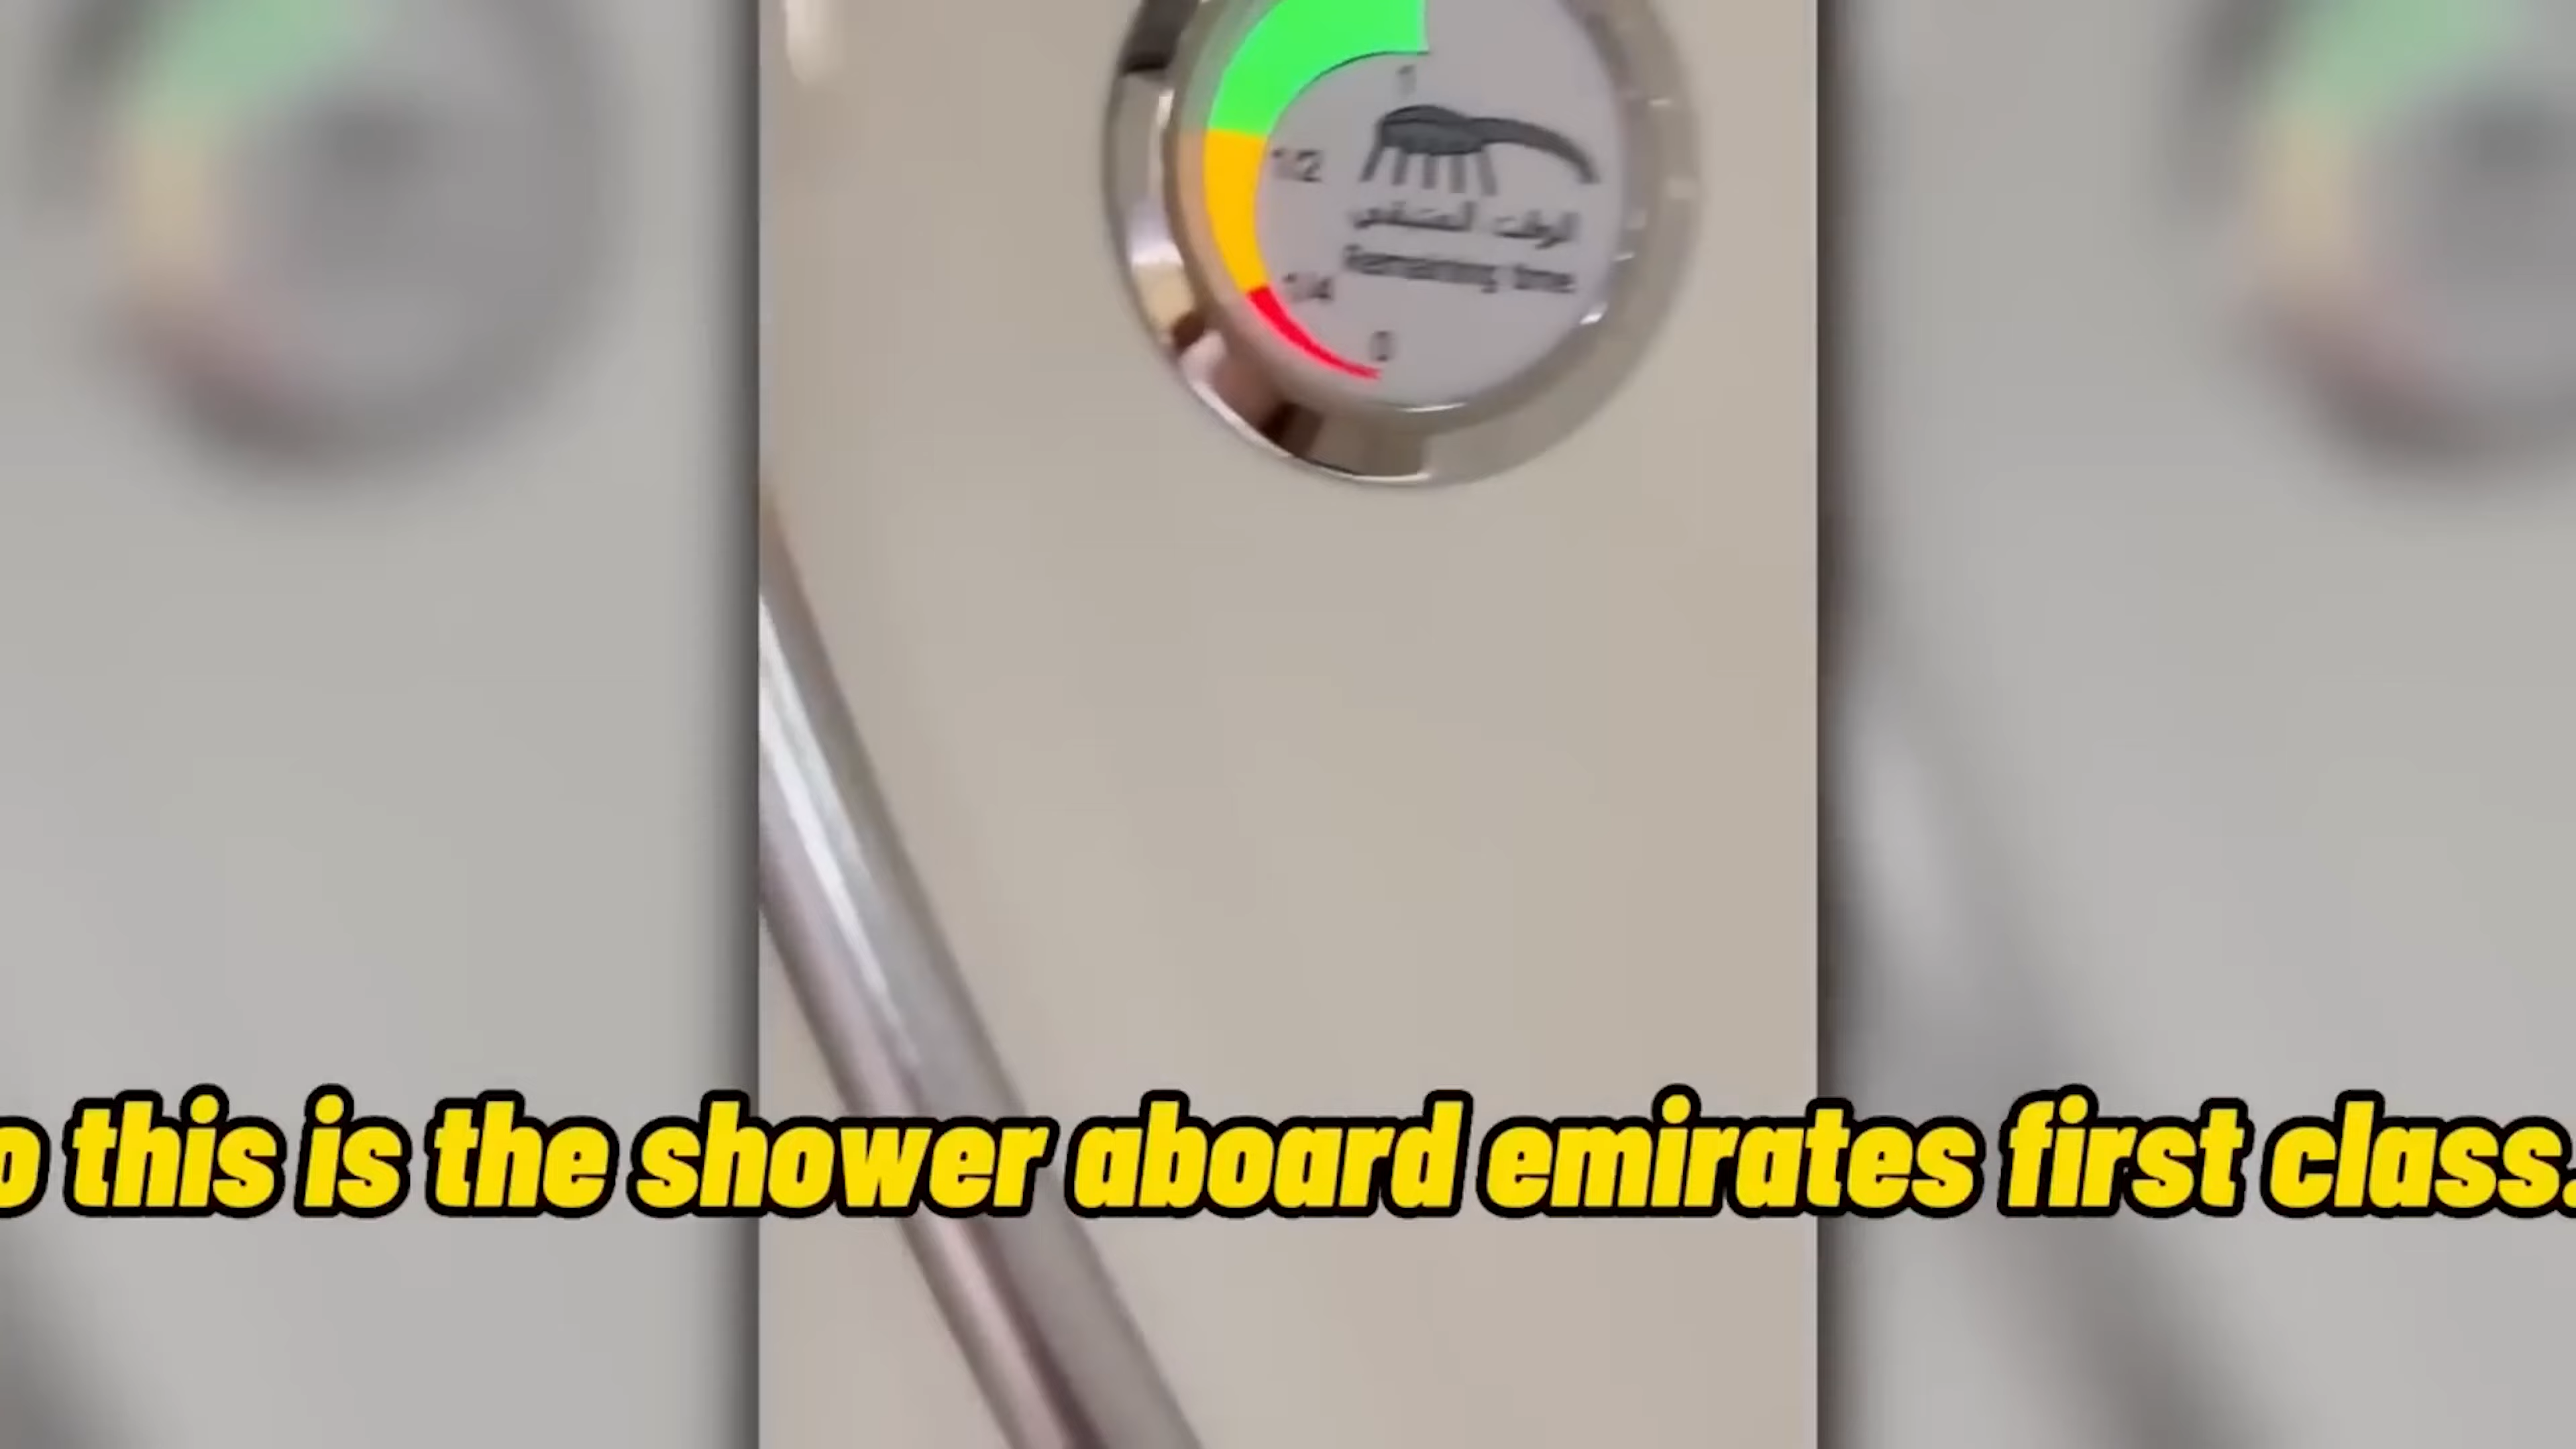 1
1/2
الوقت المتبقي
Remaining time
1/4
0
o this is the shower aboard emirates first class.